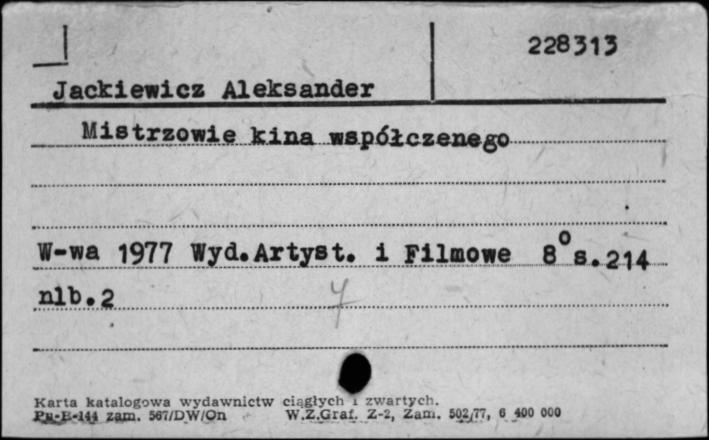 228313
Jackiewicz Aleksander
Mistrzowie kina współczenego
W-wa 1977 Wyd.Artyst. i Filmowe 8° s.214
nlb.2
Karta katalogowa wydawnictw ciągłych i zwartych.
Pu-B-144 zam. 567/DW/On W.Z.Graf. Z-2, Zam. 502/77, 6 400 000